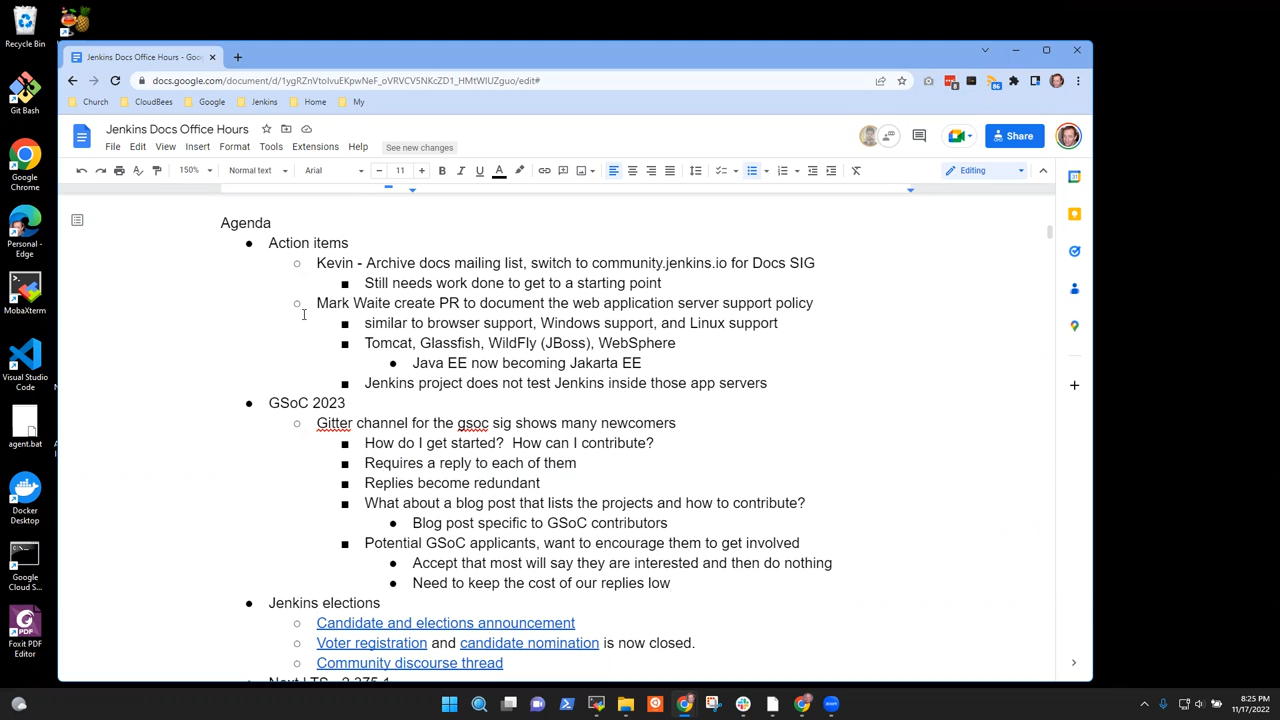 Recycle Bin
Git Bash
Google Chrome
Personal - Edge
MobaXterm
Visual Studio Code
agent.bat
Docker Desktop
Google Cloud S...
Foxit PDF Editor
Jenkins Docs Office Hours - Goo
docs.google.com/document/d/1ygRZnVtoIvuEKpwNeF_oVRVCV5NKcZD1_HMtWIUZguo/edit#
8
86
Church
CloudBees
Google
Jenkins
Home
My
Jenkins Docs Office Hours
File Edit View Insert Format Tools Extensions Help
See new changes
Share
150%
Normal text
Arial
11
Editing
Agenda
● Action items
○ Kevin - Archive docs mailing list, switch to community.jenkins.io for Docs SIG
■ Still needs work done to get to a starting point
○ Mark Waite create PR to document the web application server support policy
■ similar to browser support, Windows support, and Linux support
■ Tomcat, Glassfish, WildFly (JBoss), WebSphere
● Java EE now becoming Jakarta EE
■ Jenkins project does not test Jenkins inside those app servers
● GSoC 2023
○ Gitter channel for the gsoc sig shows many newcomers
■ How do I get started?  How can I contribute?
■ Requires a reply to each of them
■ Replies become redundant
■ What about a blog post that lists the projects and how to contribute?
● Blog post specific to GSoC contributors
■ Potential GSoC applicants, want to encourage them to get involved
● Accept that most will say they are interested and then do nothing
● Need to keep the cost of our replies low
● Jenkins elections
○ Candidate and elections announcement
○ Voter registration and candidate nomination is now closed.
○ Community discourse thread
● Next LTS - 2.375.1
8:25 PM
11/17/2022